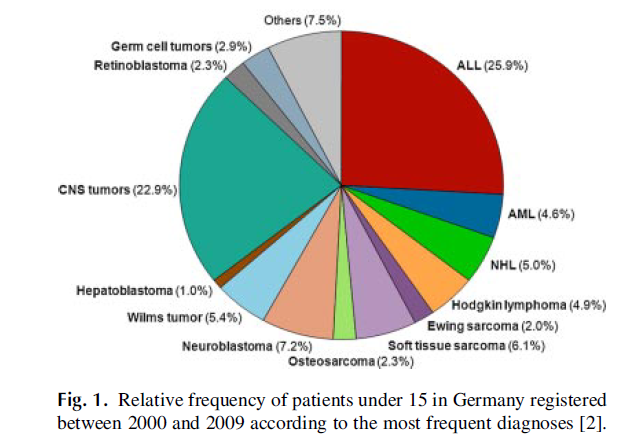 Others (7.5%)
Germ cell tumors (2.9%)
Retinoblastoma (2.3%)
ALL (25.9%)
CNS tumors (22.9%)
AML (4.6%)
NHL (5.0%)
Hepatoblastoma (1.0%)
Hodgkin lymphoma (4.9%)
Wilms tumor (5.4%)
Ewing sarcoma (2.0%)
Neuroblastoma (7.2%)
Soft tissue sarcoma (6.1%)
Osteosarcoma (2.3%)
Fig. 1. Relative frequency of patients under 15 in Germany registered
between 2000 and 2009 according to the most frequent diagnoses [2].